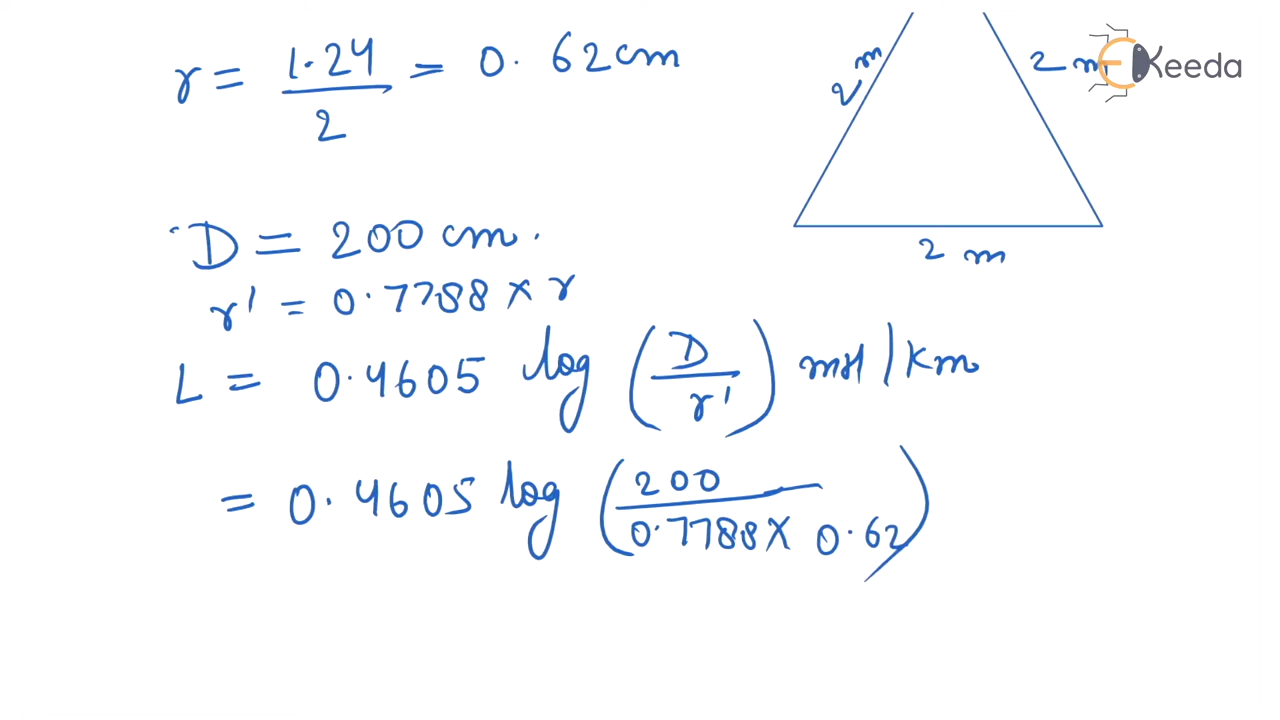 r = 1.24 / 2 = 0.62 cm
2 m
2 m
Keeda
D = 200 cm.
2 m
r' = 0.7788 × r
L = 0.4605 log (D / r') mH/km
= 0.4605 log (200 / 0.7788 × 0.62)